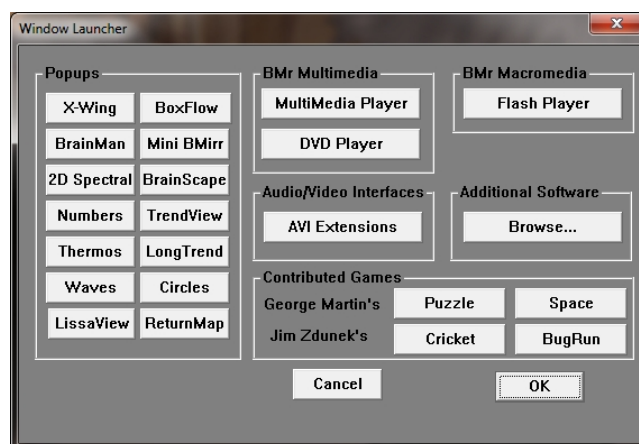 Window Launcher
Popups
X-Wing BoxFlow
BrainMan Mini BMirr
2D Spectral BrainScape
Numbers TrendView
Thermos LongTrend
Waves Circles
LissaView ReturnMap
BMr Multimedia
MultiMedia Player
DVD Player
BMr Macromedia
Flash Player
Audio/Video Interfaces
AVI Extensions
Additional Software
Browse...
Contributed Games
George Martin's Puzzle Space
Jim Zdunek's Cricket BugRun
Cancel OK